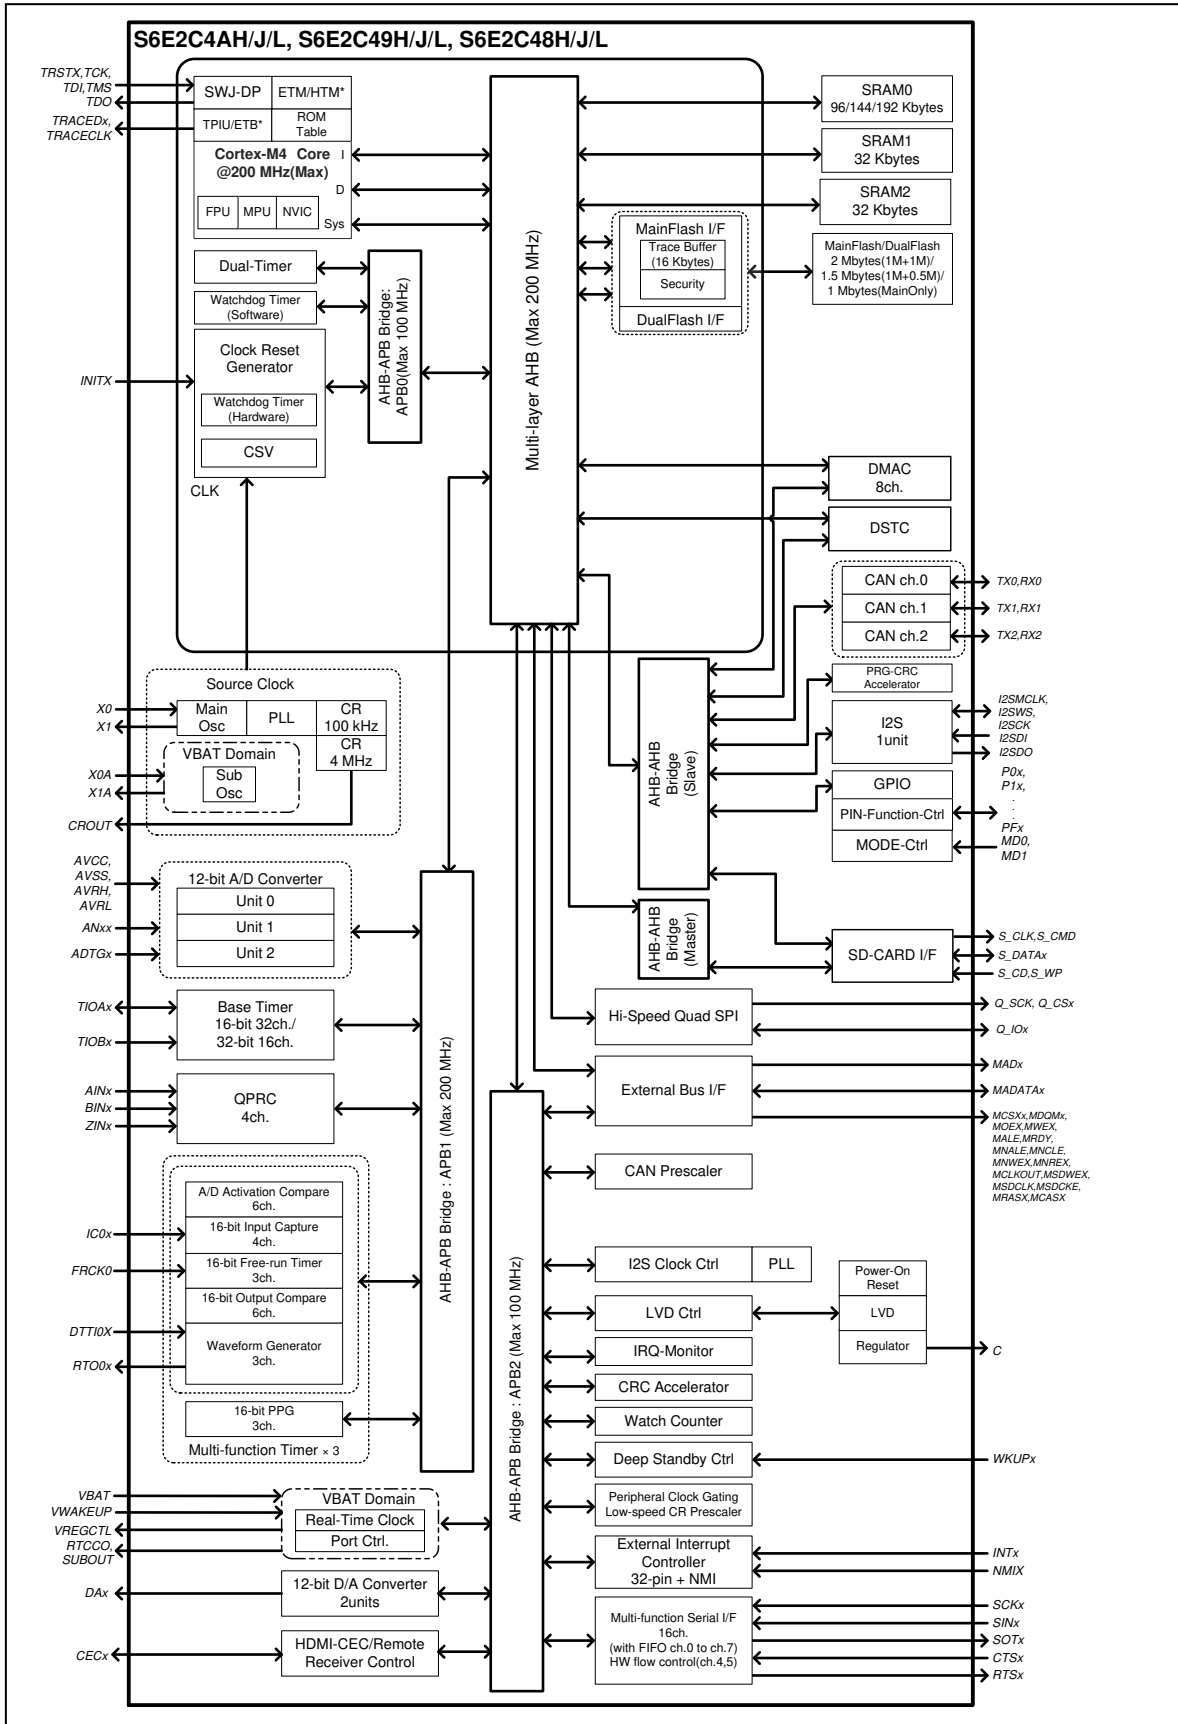 S6E2C4AH/J/L, S6E2C49H/J/L, S6E2C48H/J/L
TRSTX,TCK,
TDI,TMS
TDO
TRACEDx,
TRACECLK
SWJ-DP
ETM/HTM*
TPIU/ETB*
ROM
Table
Cortex-M4 Core
@200 MHz(Max)
I
D
Sys
FPU
MPU
NVIC
Dual-Timer
Watchdog Timer
(Software)
Clock Reset
Generator
Watchdog Timer
(Hardware)
CSV
CLK
INITX
AHB-APB Bridge:
APB0(Max 100 MHz)
Multi-layer AHB (Max 200 MHz)
SRAM0
96/144/192 Kbytes
SRAM1
32 Kbytes
SRAM2
32 Kbytes
MainFlash I/F
Trace Buffer
(16 Kbytes)
Security
DualFlash I/F
MainFlash/DualFlash
2 Mbytes(1M+1M)/
1.5 Mbytes(1M+0.5M)/
1 Mbytes(MainOnly)
DMAC
8ch.
DSTC
CAN ch.0
CAN ch.1
CAN ch.2
TX0,RX0
TX1,RX1
TX2,RX2
PRG-CRC
Accelerator
I2S
1unit
I2SMCLK,
I2SWS,
I2SCK
I2SDI
I2SDO
GPIO
PIN-Function-Ctrl
MODE-Ctrl
P0x,
P1x,
.
.
.
PFx
MD0,
MD1
AHB-AHB
Bridge
(Slave)
AHB-AHB
Bridge
(Master)
SD-CARD I/F
S_CLK,S_CMD
S_DATAx
S_CD,S_WP
Source Clock
Main
Osc
PLL
CR
100 kHz
CR
4 MHz
VBAT Domain
Sub
Osc
X0
X1
X0A
X1A
CROUT
AVCC,
AVSS,
AVRH,
AVRL
ANxx
ADTGx
12-bit A/D Converter
Unit 0
Unit 1
Unit 2
TIOAx
TIOBx
Base Timer
16-bit 32ch./
32-bit 16ch.
AINx
BINx
ZINx
QPRC
4ch.
AHB-APB Bridge : APB1 (Max 200 MHz)
A/D Activation Compare
6ch.
16-bit Input Capture
4ch.
16-bit Free-run Timer
3ch.
16-bit Output Compare
6ch.
Waveform Generator
3ch.
16-bit PPG
3ch.
Multi-function Timer × 3
IC0x
FRCK0
DTTI0X
RTO0x
VBAT
VWAKEUP
VREGCTL
RTCCO,
SUBOUT
VBAT Domain
Real-Time Clock
Port Ctrl.
DAx
12-bit D/A Converter
2units
CECx
HDMI-CEC/Remote
Receiver Control
AHB-APB Bridge : APB2 (Max 100 MHz)
Hi-Speed Quad SPI
Q_SCK, Q_CSx
Q_IOx
External Bus I/F
MADx
MADATAx
MCSXx,MDQMx,
MOEX,MWEX,
MALE,MRDY,
MNALE,MNCLE,
MNWEX,MNREX,
MCLKOUT,MSDWEX,
MSDCLK,MSDCKE,
MRASX,MCASX
CAN Prescaler
I2S Clock Ctrl
PLL
LVD Ctrl
Power-On
Reset
LVD
Regulator
C
IRQ-Monitor
CRC Accelerator
Watch Counter
Deep Standby Ctrl
WKUPx
Peripheral Clock Gating
Low-speed CR Prescaler
External Interrupt
Controller
32-pin + NMI
INTx
NMIX
Multi-function Serial I/F
16ch.
(with FIFO ch.0 to ch.7)
HW flow control(ch.4,5)
SCKx
SINx
SOTx
CTSx
RTSx